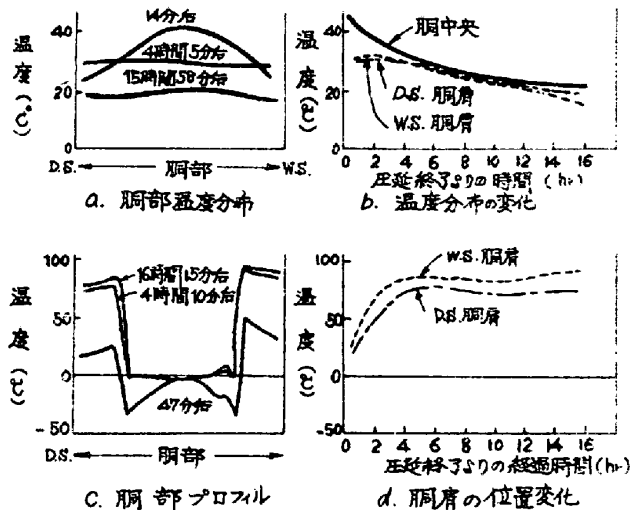 温度(℃)
40
20
0
14分后
4時間5分后
15時間58分后
D.S. 胴部 W.S.
a. 胴部温度分布
温度(℃)
40
20
0
胴中央
D.S.胴肩
W.S.胴肩
0 2 4 6 8 10 12 14 16
圧延終了よりの時間 (hr)
b. 温度分布の変化
温度(℃)
100
50
0
-50
16時間15分后
4時間10分后
47分后
D.S. 胴部
c. 胴部プロフィル
温度(℃)
100
50
0
-50
W.S.胴肩
D.S.胴肩
0 2 4 6 8 10 12 14 16
圧延終了よりの経過時間(hr)
d. 胴肩の位置変化